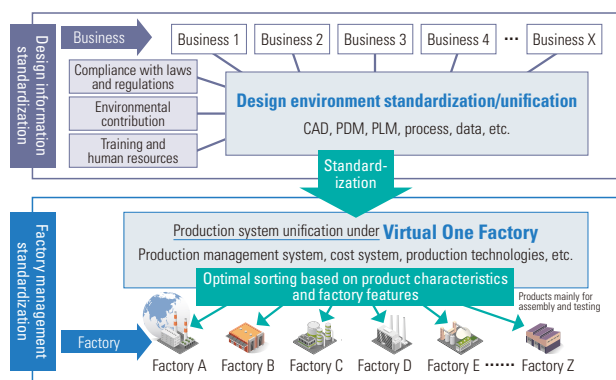 Design information
standardization
Business
Business 1
Business 2
Business 3
Business 4
...
Business X
Compliance with laws
and regulations
Environmental
contribution
Training and
human resources
Design environment standardization/unification
CAD, PDM, PLM, process, data, etc.
Standard-
ization
Factory management
standardization
Production system unification under Virtual One Factory
Production management system, cost system, production technologies, etc.
Optimal sorting based on product characteristics
and factory features
Products mainly for
assembly and testing
Factory
Factory A
Factory B
Factory C
Factory D
Factory E
......
Factory Z